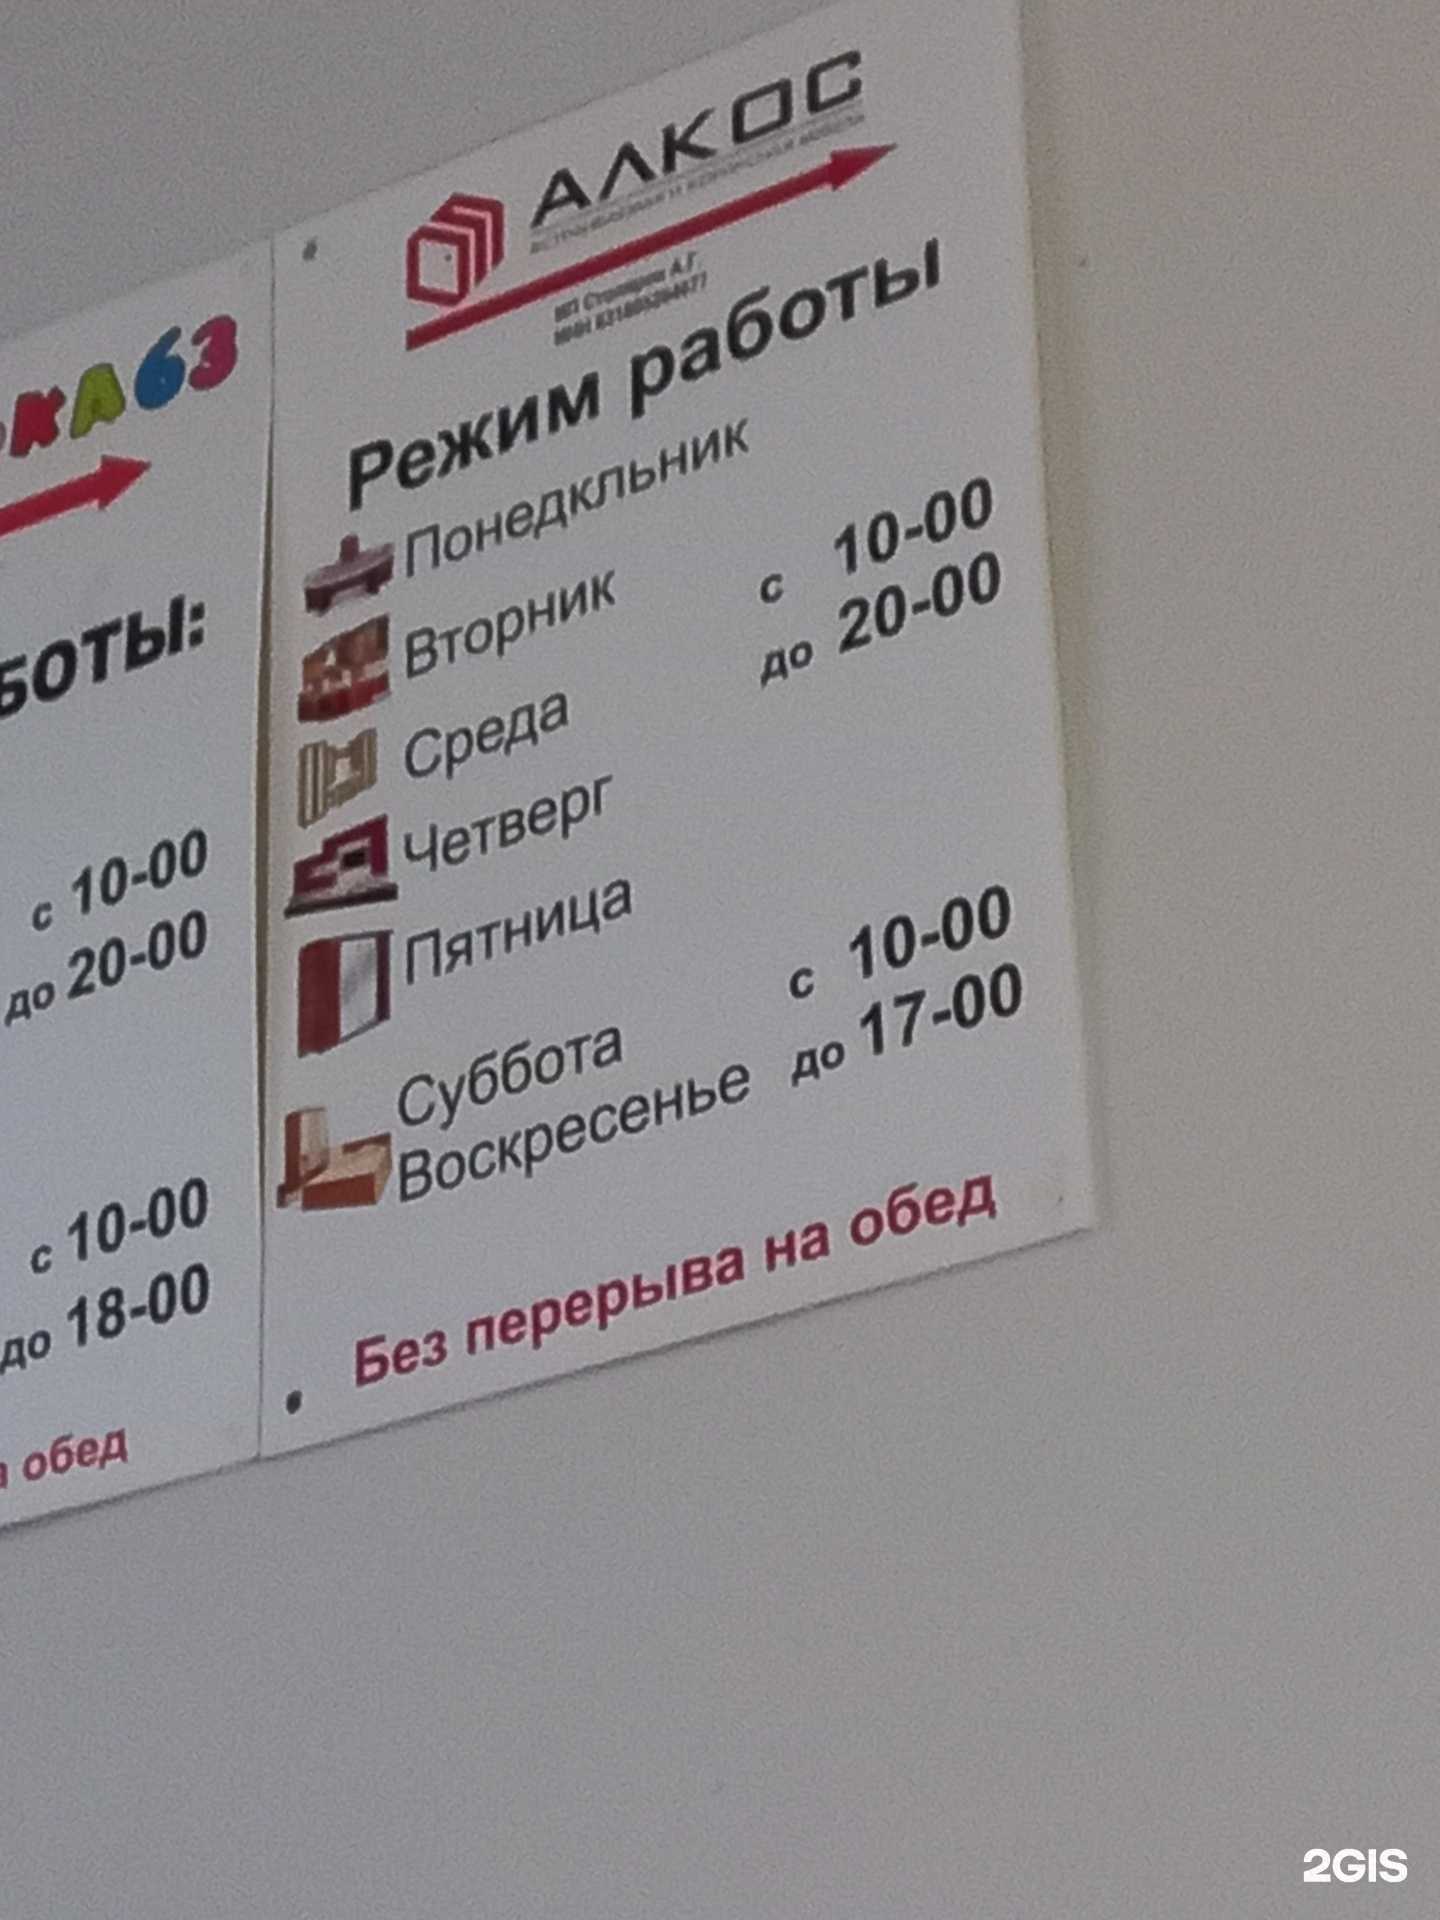 КА63
БОТЫ:
с 10-00
до 20-00
с 10-00
до 18-00
обед
АЛКОС
Режим работы
Понедкльник
Вторник
Среда
Четверг
Пятница
с 10-00
до 20-00
Суббота
Воскресенье
с 10-00
до 17-00
Без перерыва на обед
2GIS